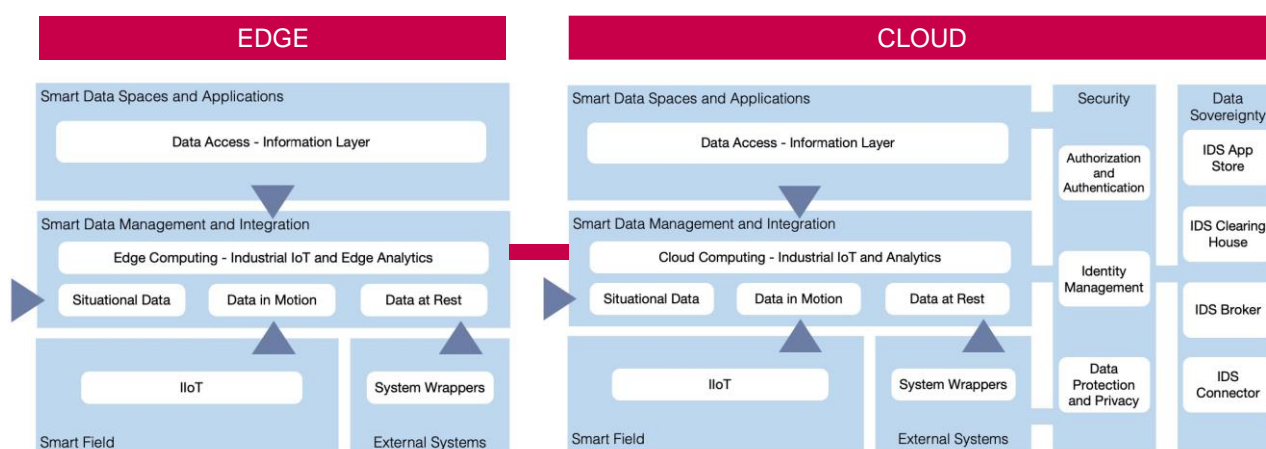 EDGE
Smart Data Spaces and Applications
Data Access - Information Layer
Smart Data Management and Integration
Edge Computing - Industrial IoT and Edge Analytics
Situational Data
Data in Motion
Data at Rest
IIoT
System Wrappers
Smart Field
External Systems
CLOUD
Smart Data Spaces and Applications
Data Access - Information Layer
Smart Data Management and Integration
Cloud Computing - Industrial IoT and Analytics
Situational Data
Data in Motion
Data at Rest
IIoT
System Wrappers
Smart Field
External Systems
Security
Authorization
and
Authentication
Identity
Management
Data
Protection
and Privacy
Data
Sovereignty
IDS App
Store
IDS Clearing
House
IDS Broker
IDS
Connector